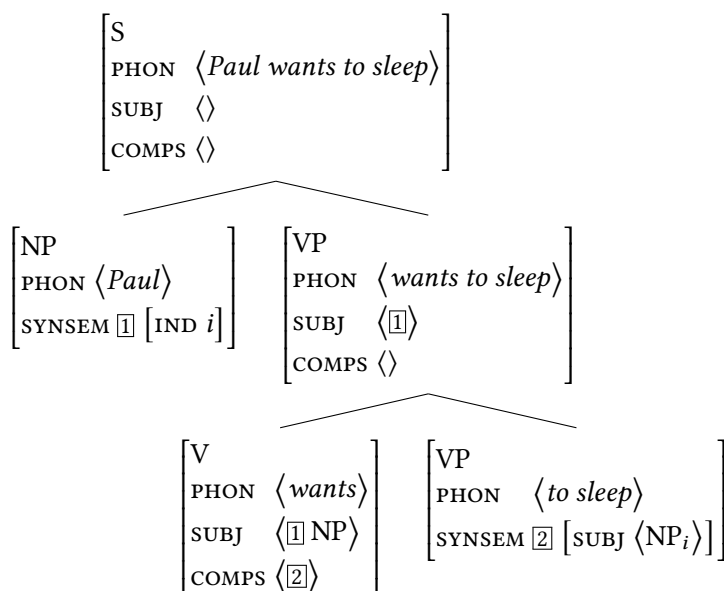 S
PHON ⟨Paul wants to sleep⟩
SUBJ ⟨⟩
COMPS ⟨⟩
NP
PHON ⟨Paul⟩
SYNSEM 1 [IND i]
VP
PHON ⟨wants to sleep⟩
SUBJ ⟨1⟩
COMPS ⟨⟩
V
PHON ⟨wants⟩
SUBJ ⟨1 NP⟩
COMPS ⟨2⟩
VP
PHON ⟨to sleep⟩
SYNSEM 2 [SUBJ ⟨NPi⟩]